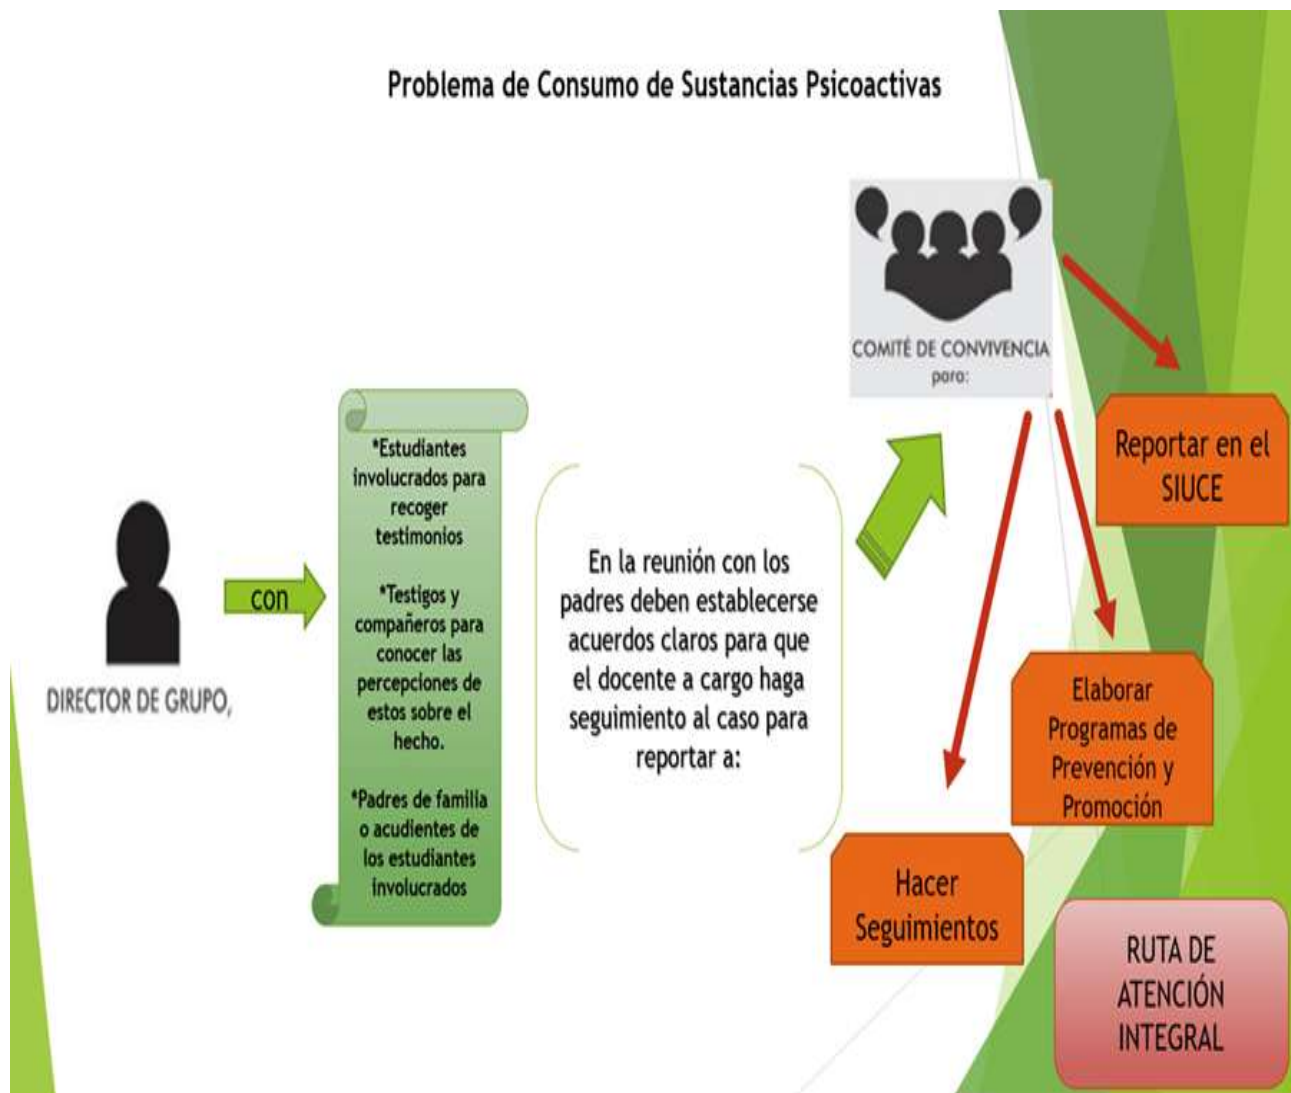 Problema de Consumo de Sustancias Psicoactivas
DIRECTOR DE GRUPO,
con
*Estudiantes
involucrados para
recoger
testimonios
*Testigos y
compañeros para
conocer las
percepciones de
estos sobre el
hecho.
*Padres de familia
o acudientes de
los estudiantes
involucrados
En la reunión con los
padres deben establecerse
acuerdos claros para que
el docente a cargo haga
seguimiento al caso para
reportar a:
COMITÉ DE CONVIVENCIA
para:
Reportar en el
SIUCE
Elaborar
Programas de
Prevención y
Promoción
Hacer
Seguimientos
RUTA DE
ATENCIÓN
INTEGRAL